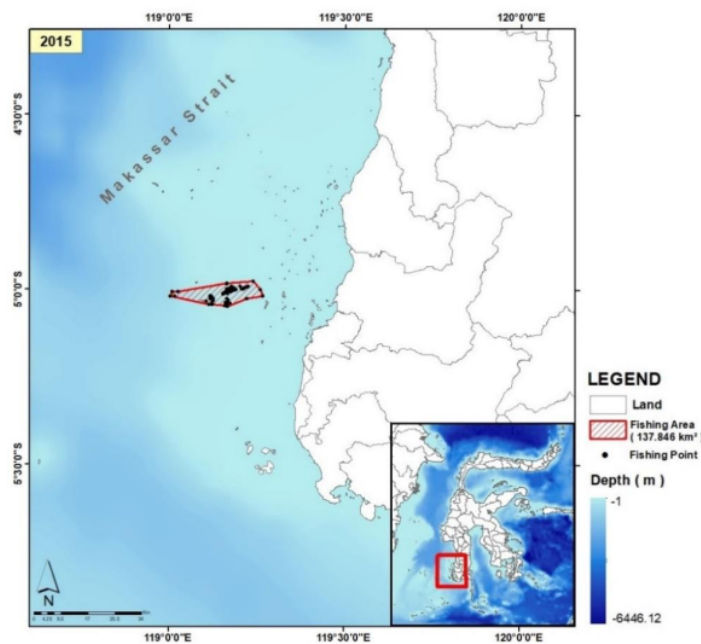 119°0'0"E
119°30'0"E
120°0'0"E
2015
Makassar Strait
4°30'0"S
5°0'0"S
5°30'0"S
LEGEND
Land
Fishing Area
( 137.846 km²)
Fishing Point
Depth ( m )
-1
-6446.12
N
119°0'0"E
119°30'0"E
120°0'0"E